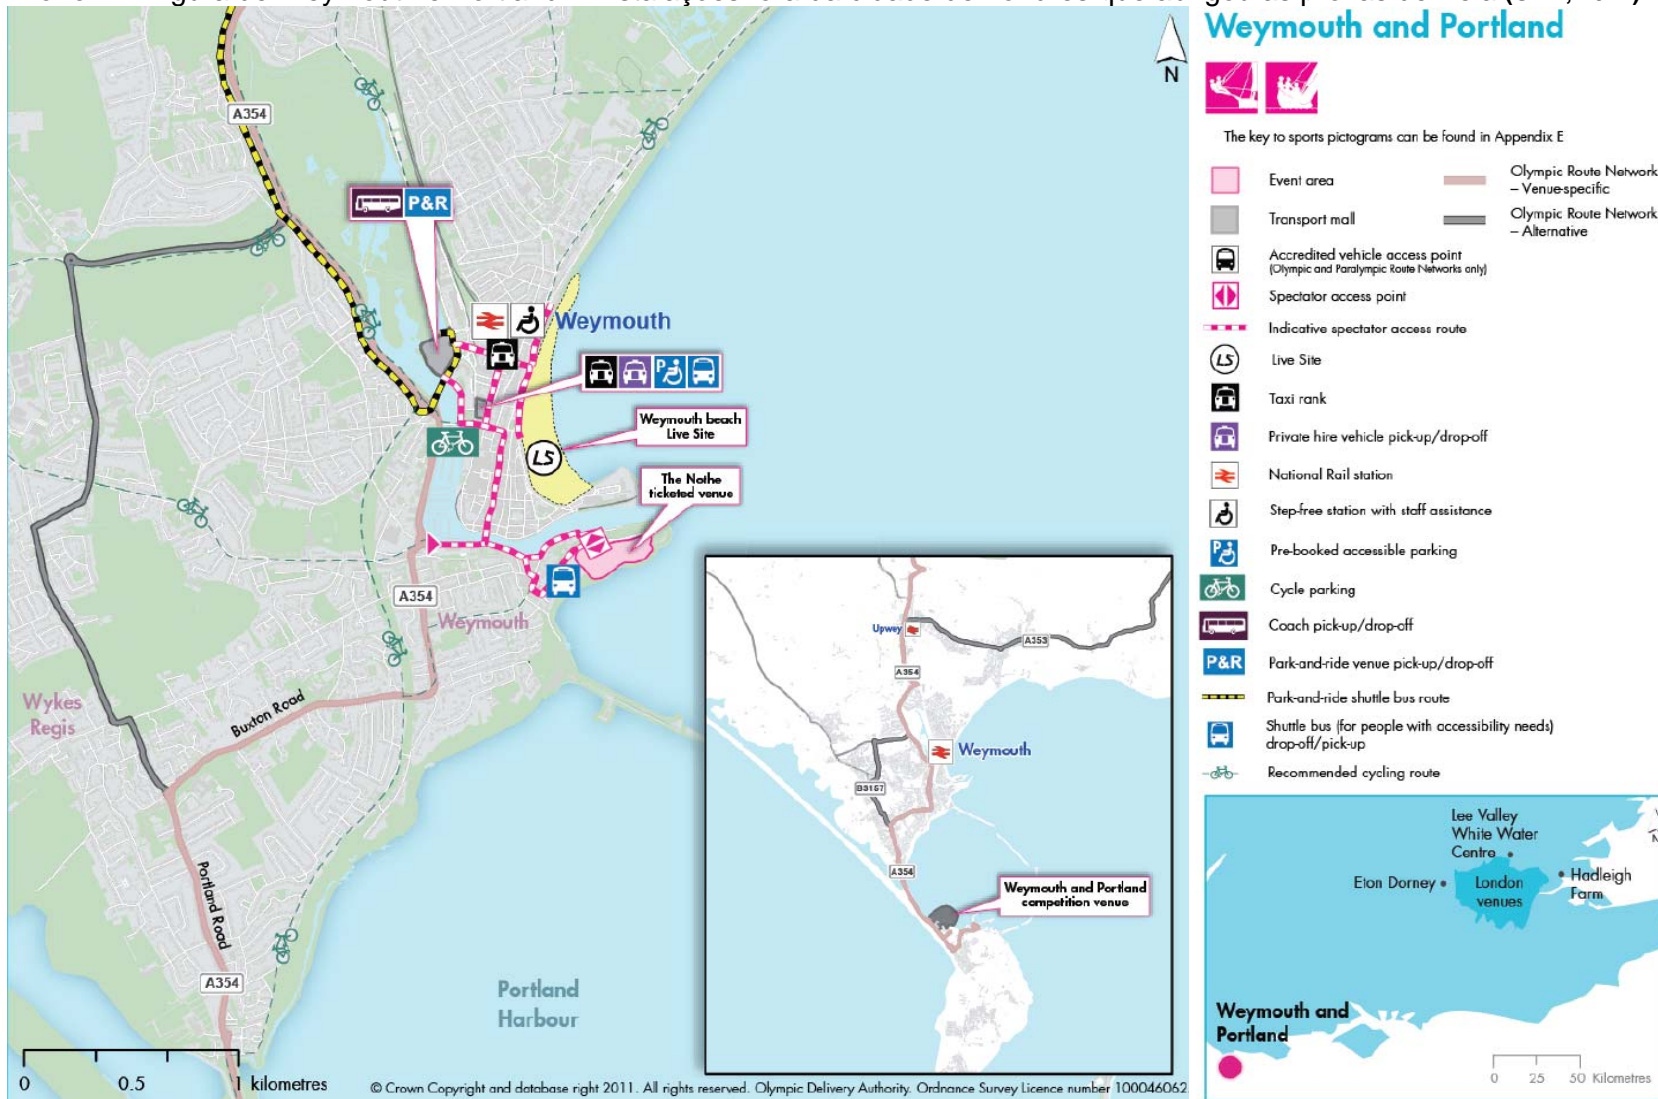 Weymouth and Portland
The key to sports pictograms can be found in Appendix E
Event area
Transport mall
Accredited vehicle access point
(Olympic and Paralympic Route Networks only)
Spectator access point
Indicative spectator access route
LS
Live Site
Taxi rank
Private hire vehicle pick-up/drop-off
National Rail station
Step-free station with staff assistance
P
Pre-booked accessible parking
Cycle parking
Coach pick-up/drop-off
P&R
Park-and-ride venue pick-up/drop-off
Park-and-ride shuttle bus route
Shuttle bus (for people with accessibility needs)
drop-off/pick-up
Recommended cycling route
Olympic Route Network
– Venue-specific
Olympic Route Network
– Alternative
N
A354
P&R
Weymouth
P
Weymouth beach
Live Site
LS
The Nothe
ticketed venue
A354
Weymouth
Wykes
Regis
Buxton Road
Portland Road
A354
Portland
Harbour
0 0.5 1 kilometres
© Crown Copyright and database right 2011. All rights reserved. Olympic Delivery Authority. Ordnance Survey Licence number 100046062
Upwey
A353
A354
Weymouth
B3157
A354
Weymouth and Portland
competition venue
Lee Valley
White Water
Centre
Eton Dorney
London
venues
Hadleigh
Farm
Weymouth and
Portland
0 25 50 Kilometres